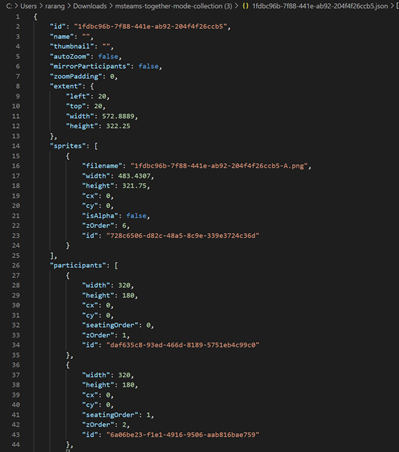 C: > Users > rarang > Downloads > msteams-together-mode-collection (3) > {} 1fdbc96b-7f88-441e-ab92-204f4f26ccb5.json > [
1 {
2 "id": "1fdbc96b-7f88-441e-ab92-204f4f26ccb5",
3 "name": "",
4 "thumbnail": "",
5 "autoZoom": false,
6 "mirrorParticipants": false,
7 "zoomPadding": 0,
8 "extent": {
9 "left": 20,
10 "top": 20,
11 "width": 572.8889,
12 "height": 322.25
13 },
14 "sprites": [
15 {
16 "filename": "1fdbc96b-7f88-441e-ab92-204f4f26ccb5-A.png",
17 "width": 483.4307,
18 "height": 321.75,
19 "cx": 0,
20 "cy": 0,
21 "isAlpha": false,
22 "zOrder": 6,
23 "id": "728c6506-d82c-48a5-8c9e-339e3724c36d"
24 }
25 ],
26 "participants": [
27 {
28 "width": 320,
29 "height": 180,
30 "cx": 0,
31 "cy": 0,
32 "seatingOrder": 0,
33 "zOrder": 1,
34 "id": "daf635c8-93ed-466d-8189-5751eb4c99c0"
35 },
36 {
37 "width": 320,
38 "height": 180,
39 "cx": 0,
40 "cy": 0,
41 "seatingOrder": 1,
42 "zOrder": 2,
43 "id": "6a06be23-f1e1-4916-9506-aab816bae759"
44 },